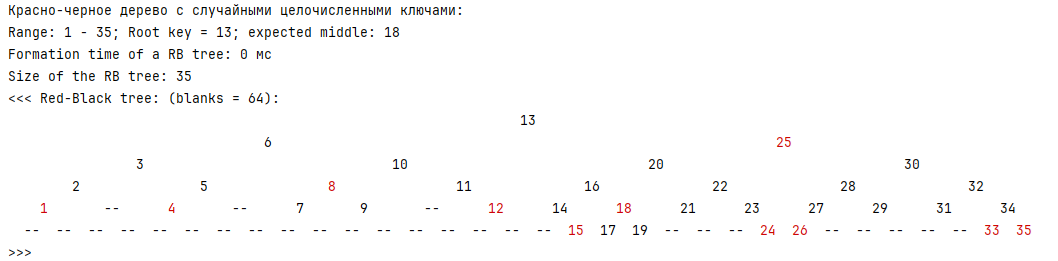 Красно-черное дерево с случайными целочисленными ключами:
Range: 1 - 35; Root key = 13; expected middle: 18
Formation time of a RB tree: 0 мс
Size of the RB tree: 35
<<< Red-Black tree: (blanks = 64):
13
6 25
3 10 20 30
2 5 8 11 16 22 28 32
1 -- 4 -- 7 9 -- 12 14 18 21 23 27 29 31 34
-- -- -- -- -- -- -- -- -- -- -- -- -- -- -- -- -- 15 17 19 -- -- -- 24 26 -- -- -- -- -- 33 35
>>>